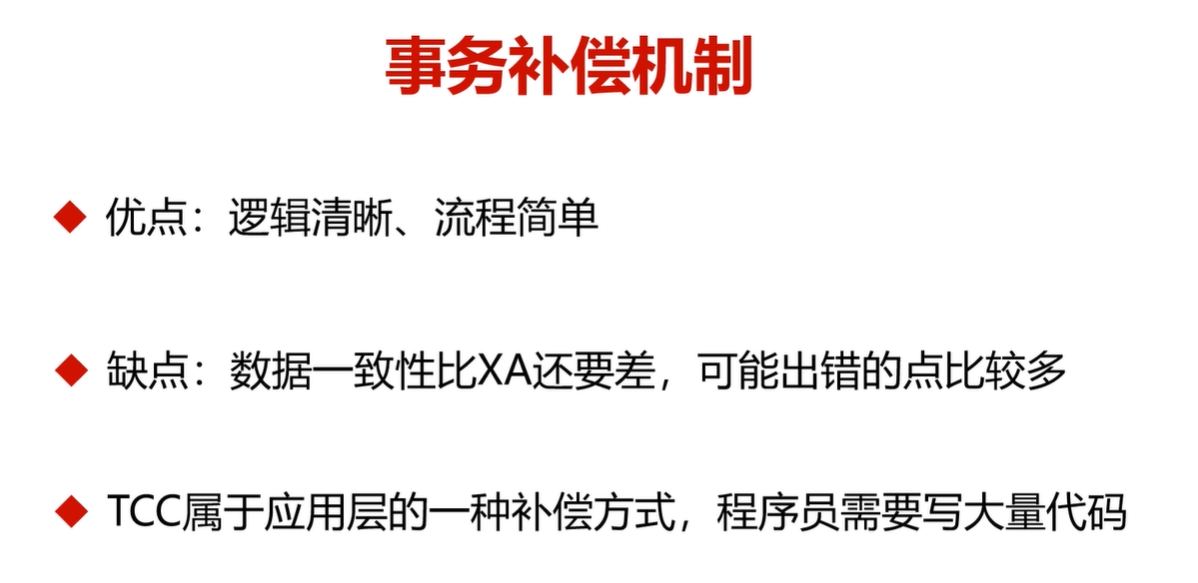 事务补偿机制
优点：逻辑清晰、流程简单
缺点：数据一致性比XA还要差，可能出错的点比较多
TCC属于应用层的一种补偿方式，程序员需要写大量代码